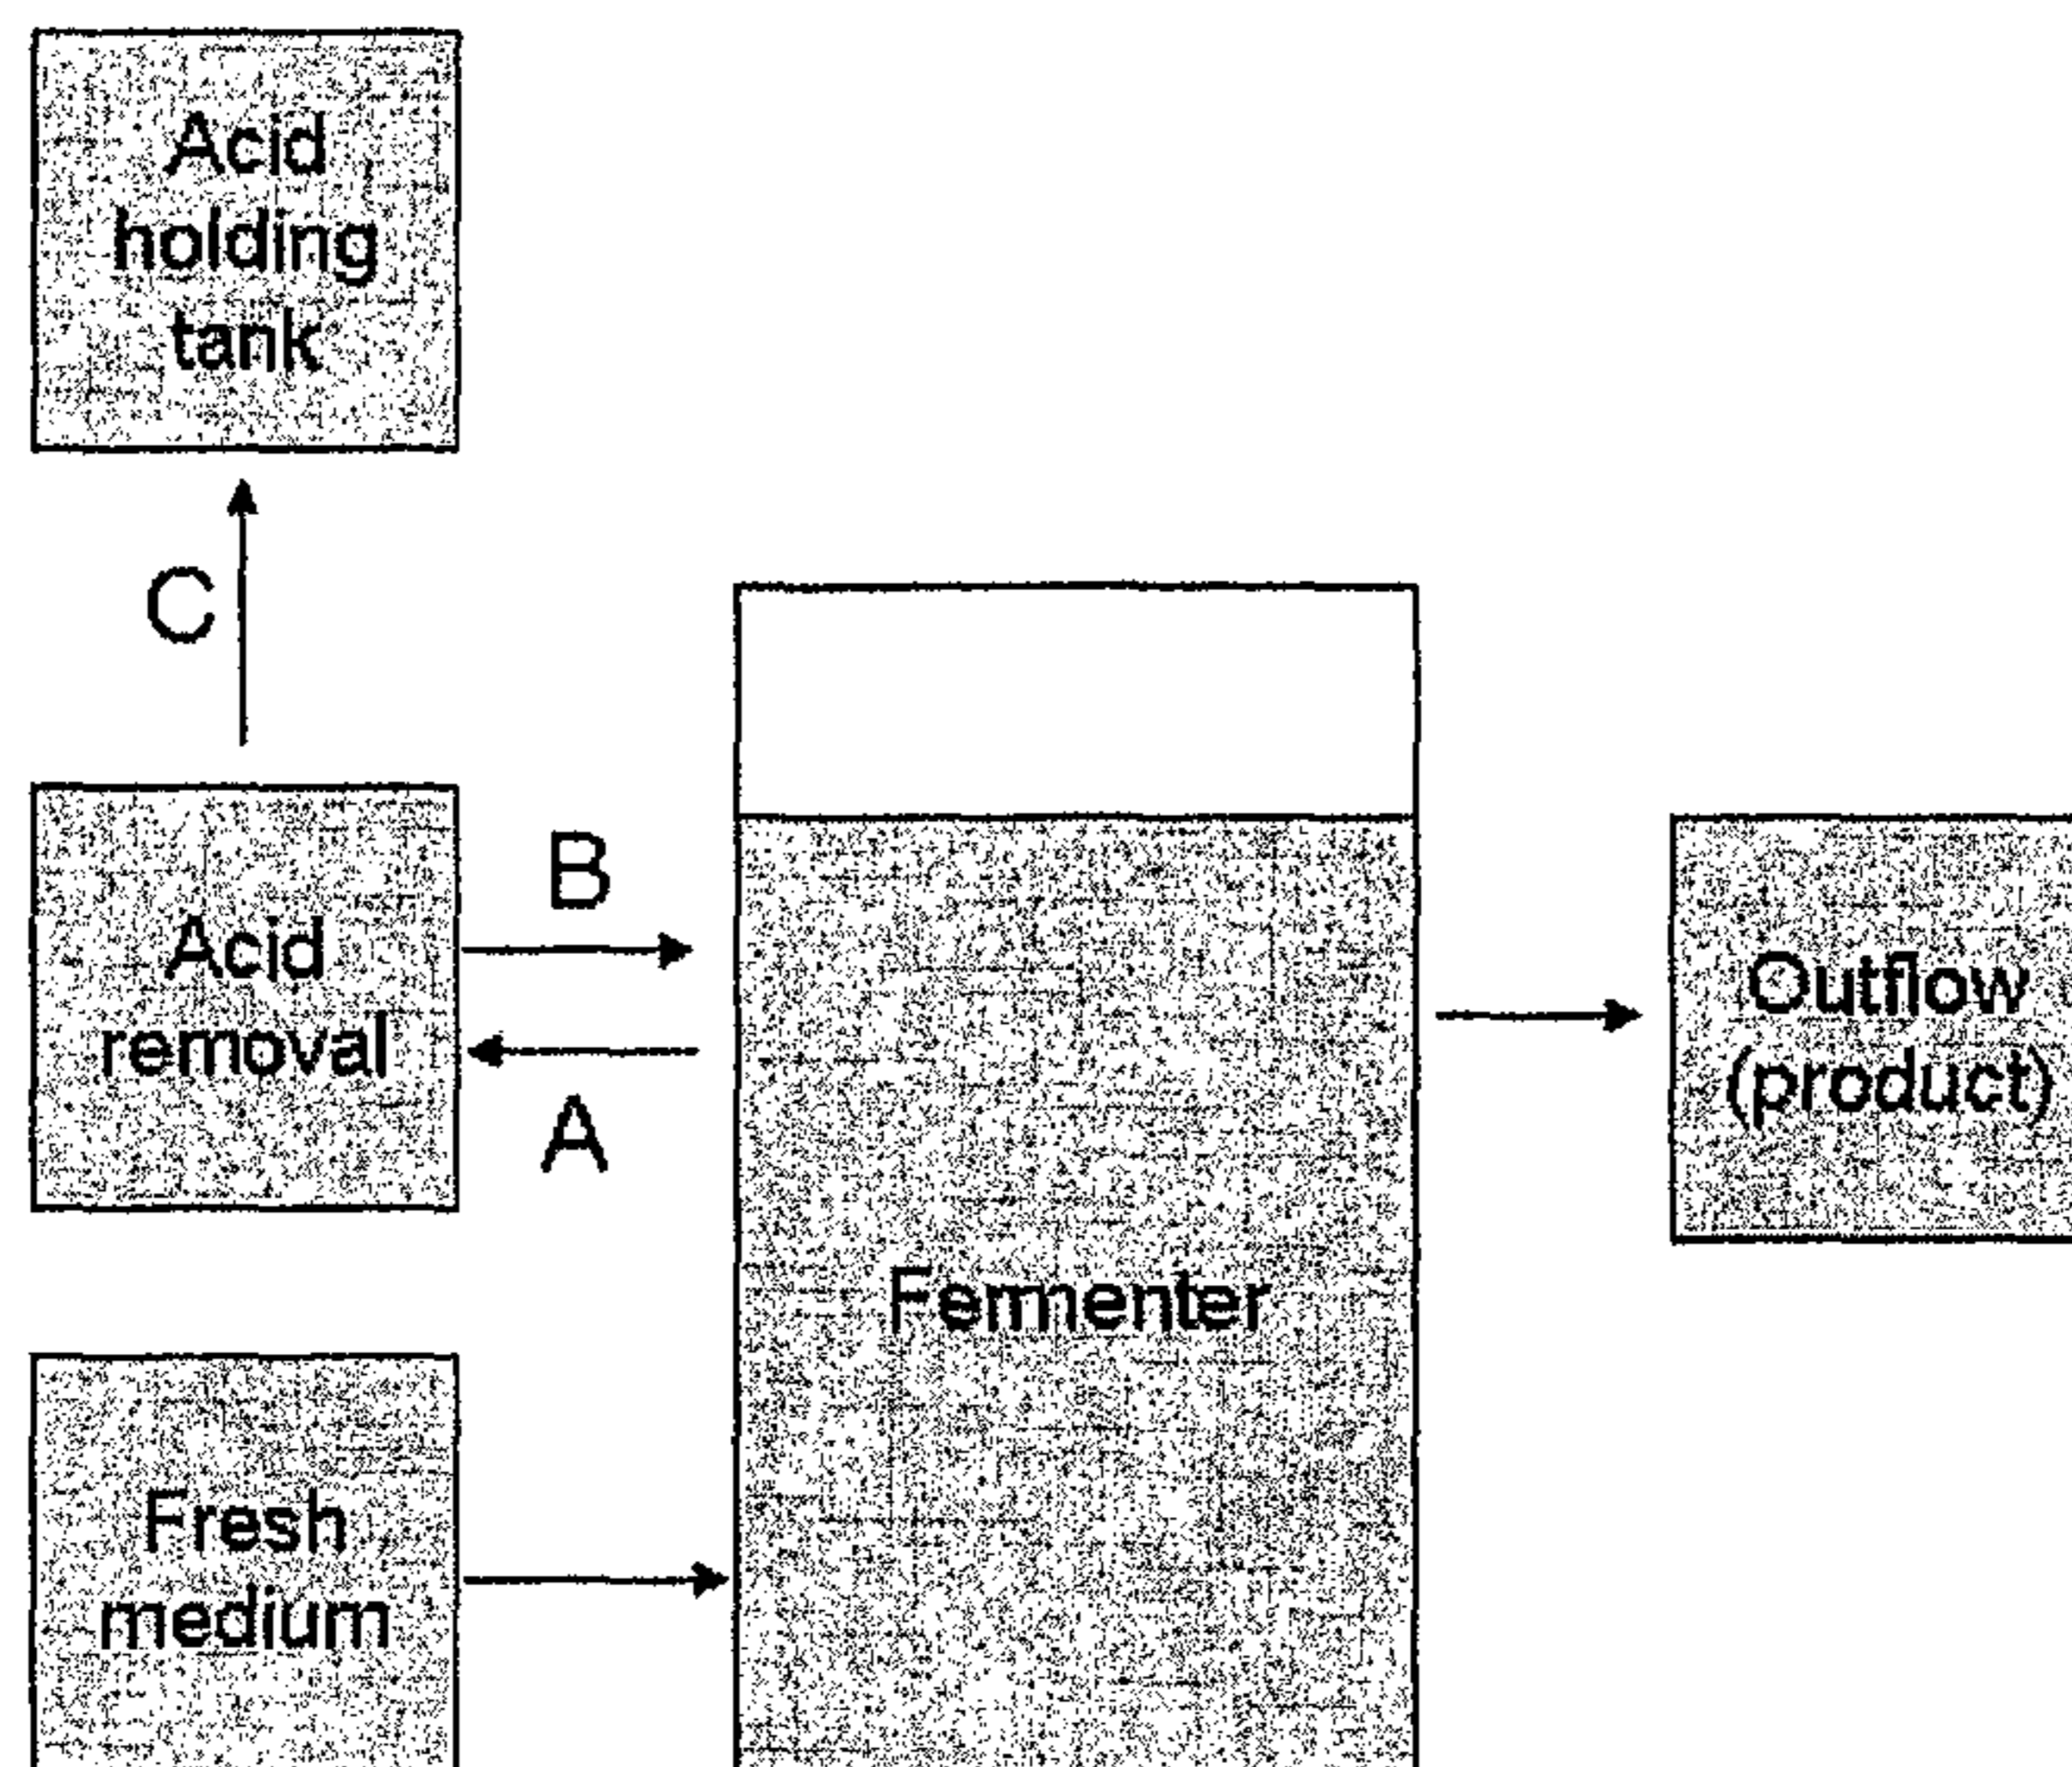 Acid
holding
tank
C
Acid
removal
B
A
Fermenter
Outflow
(product)
Fresh
medium